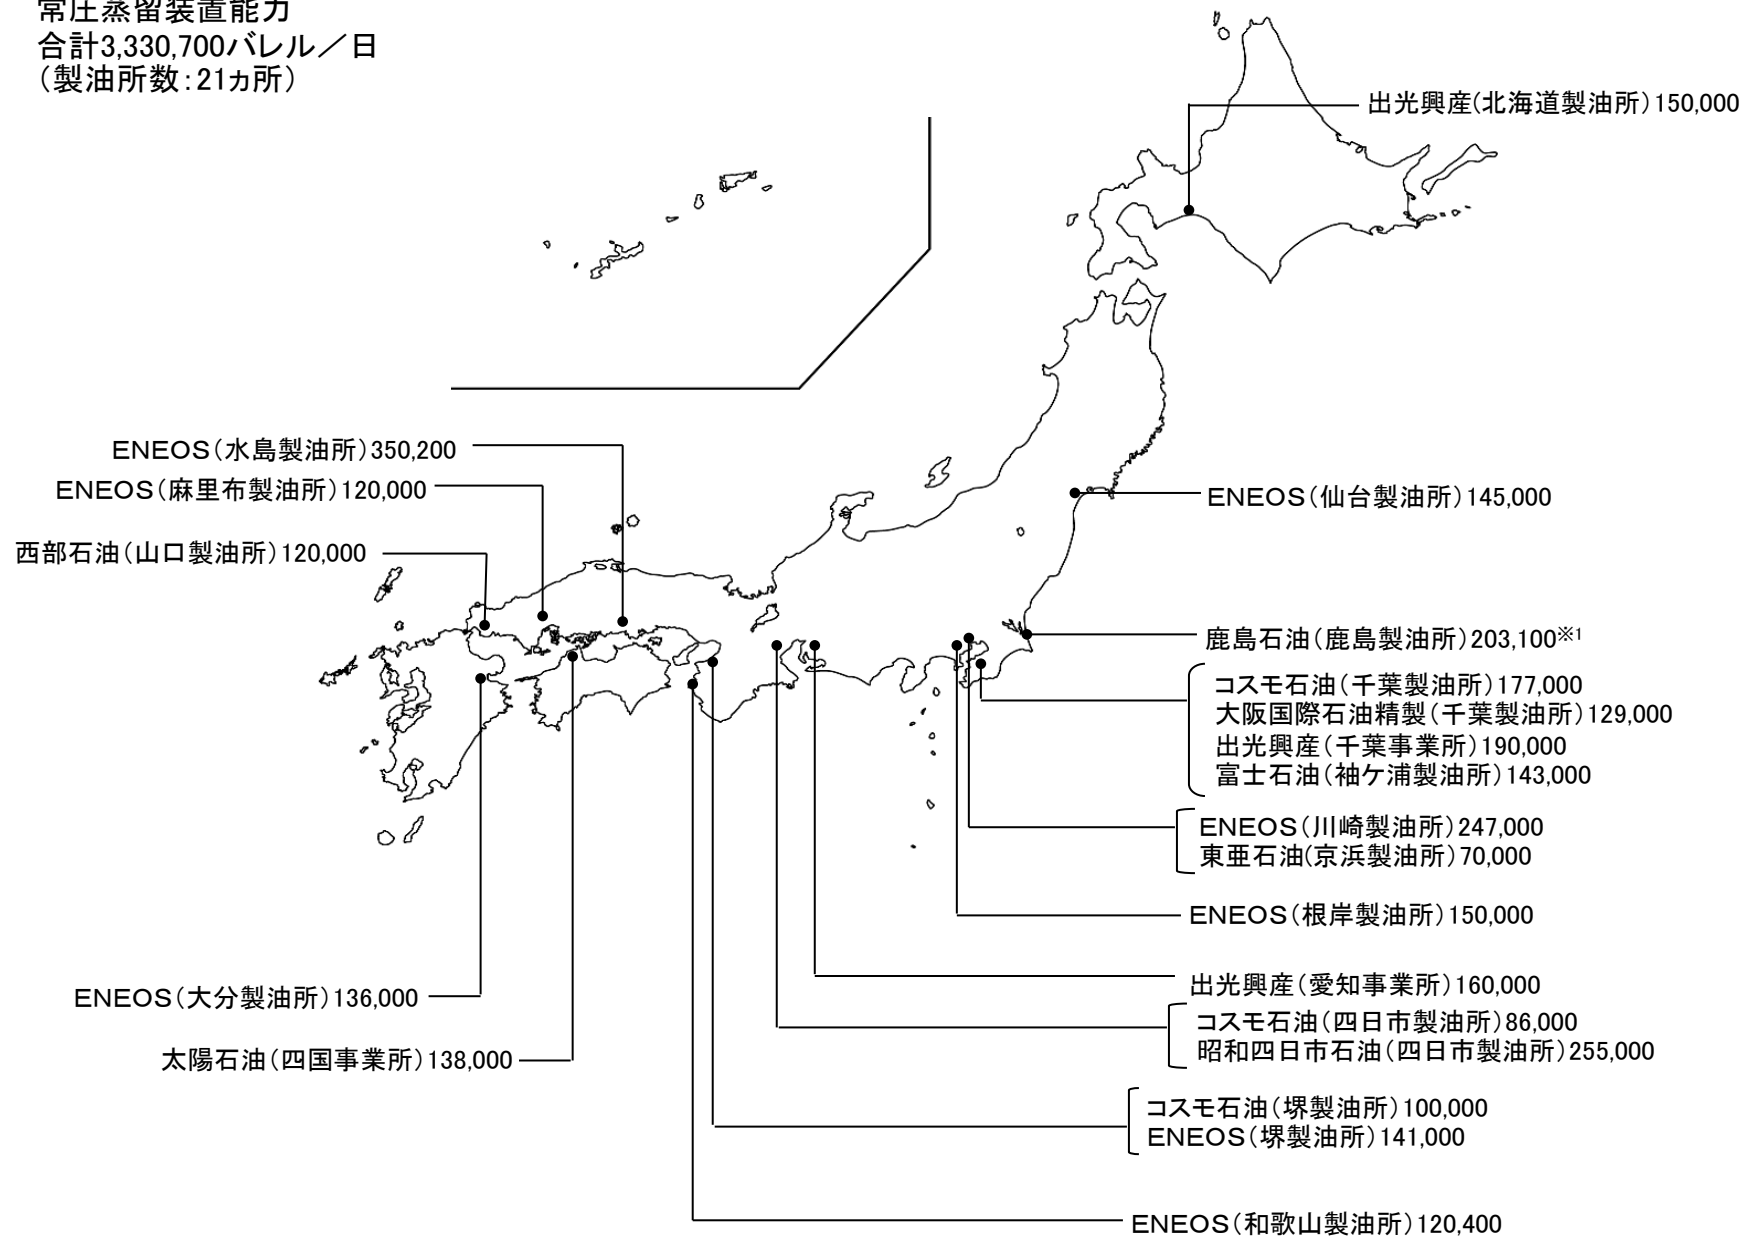 常圧蒸留装置能力
合計3,330,700バレル／日
（製油所数：21ヵ所）
出光興産(北海道製油所）150,000
ENEOS（水島製油所）350,200
ENEOS（麻里布製油所）120,000
西部石油（山口製油所）120,000
ENEOS（仙台製油所）145,000
鹿島石油（鹿島製油所）203,100※1
コスモ石油（千葉製油所）177,000
大阪国際石油精製（千葉製油所）129,000
出光興産（千葉事業所）190,000
富士石油（袖ケ浦製油所）143,000
ENEOS（川崎製油所）247,000
東亜石油(京浜製油所）70,000
ENEOS（根岸製油所）150,000
出光興産（愛知事業所）160,000
コスモ石油（四日市製油所）86,000
昭和四日市石油（四日市製油所）255,000
ENEOS（大分製油所）136,000
太陽石油（四国事業所）138,000
コスモ石油（堺製油所）100,000
ENEOS（堺製油所）141,000
ENEOS（和歌山製油所）120,400